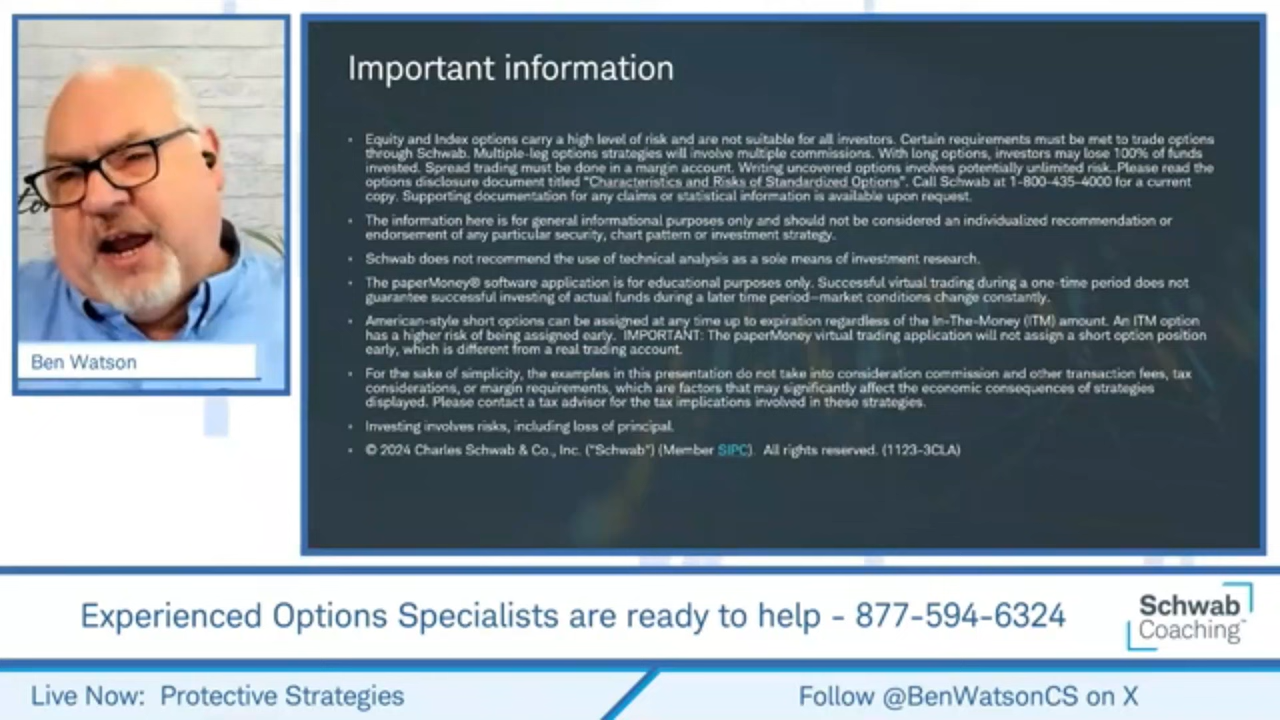 Important information
• Equity and Index options carry a high level of risk and are not suitable for all investors. Certain requirements must be met to trade options
through Schwab. Multiple-leg options strategies will involve multiple commissions. With long options, investors may lose 100% of funds
invested. Spread trading must be done in a margin account. Writing uncovered options involves potentially unlimited risk..Please read the
options disclosure document titled "Characteristics and Risks of Standardized Options". Call Schwab at 1-800-435-4000 for a current
copy. Supporting documentation for any claims or statistical information is available upon request.
• The information here is for general informational purposes only and should not be considered an individualized recommendation or
endorsement of any particular security, chart pattern or investment strategy.
• Schwab does not recommend the use of technical analysis as a sole means of investment research.
• The paperMoney® software application is for educational purposes only. Successful virtual trading during a one-time period does not
guarantee successful investing of actual funds during a later time period—market conditions change constantly.
• American-style short options can be assigned at any time up to expiration regardless of the In-The-Money (ITM) amount. An ITM option
has a higher risk of being assigned early.  IMPORTANT: The paperMoney virtual trading application will not assign a short option position
early, which is different from a real trading account.
• For the sake of simplicity, the examples in this presentation do not take into consideration commission and other transaction fees, tax
considerations, or margin requirements, which are factors that may significantly affect the economic consequences of strategies
displayed. Please contact a tax advisor for the tax implications involved in these strategies.
• Investing involves risks, including loss of principal.
• © 2024 Charles Schwab & Co., Inc. ("Schwab") (Member SIPC).  All rights reserved. (1123-3CLA)
Ben Watson
Experienced Options Specialists are ready to help - 877-594-6324
Schwab
Coaching™
Live Now:  Protective Strategies
Follow @BenWatsonCS on X